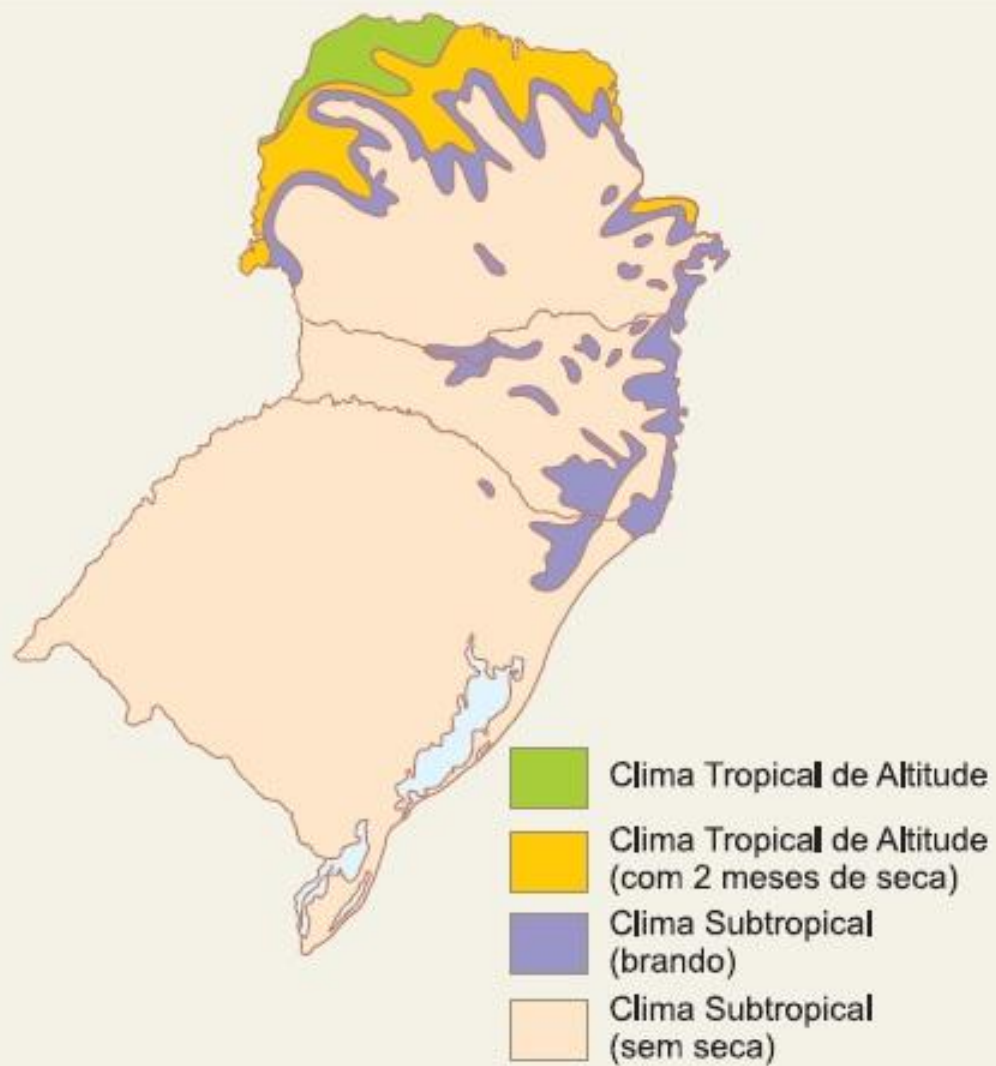 Clima Tropical de Altitude
Clima Tropical de Altitude
(com 2 meses de seca)
Clima Subtropical
(brando)
Clima Subtropical
(sem seca)